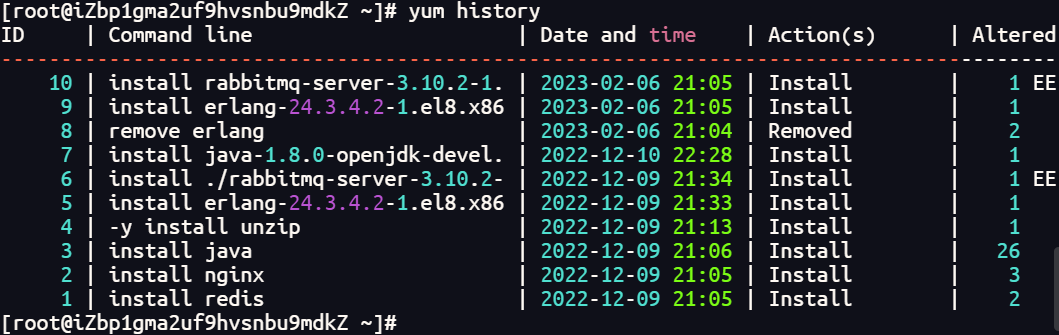 [root@iZbp1gma2uf9hvsnbu9mdkZ ~]# yum history
ID     | Command line                     | Date and time    | Action(s)      | Altered
-------------------------------------------------------------------------------
    10 | install rabbitmq-server-3.10.2-1. | 2023-02-06 21:05 | Install        |    1 EE
     9 | install erlang-24.3.4.2-1.el8.x86 | 2023-02-06 21:05 | Install        |    1
     8 | remove erlang                     | 2023-02-06 21:04 | Removed        |    2
     7 | install java-1.8.0-openjdk-devel. | 2022-12-10 22:28 | Install        |    1
     6 | install ./rabbitmq-server-3.10.2- | 2022-12-09 21:34 | Install        |    1 EE
     5 | install erlang-24.3.4.2-1.el8.x86 | 2022-12-09 21:33 | Install        |    1
     4 | -y install unzip                  | 2022-12-09 21:13 | Install        |    1
     3 | install java                      | 2022-12-09 21:06 | Install        |   26
     2 | install nginx                     | 2022-12-09 21:05 | Install        |    3
     1 | install redis                     | 2022-12-09 21:05 | Install        |    2
[root@iZbp1gma2uf9hvsnbu9mdkZ ~]#